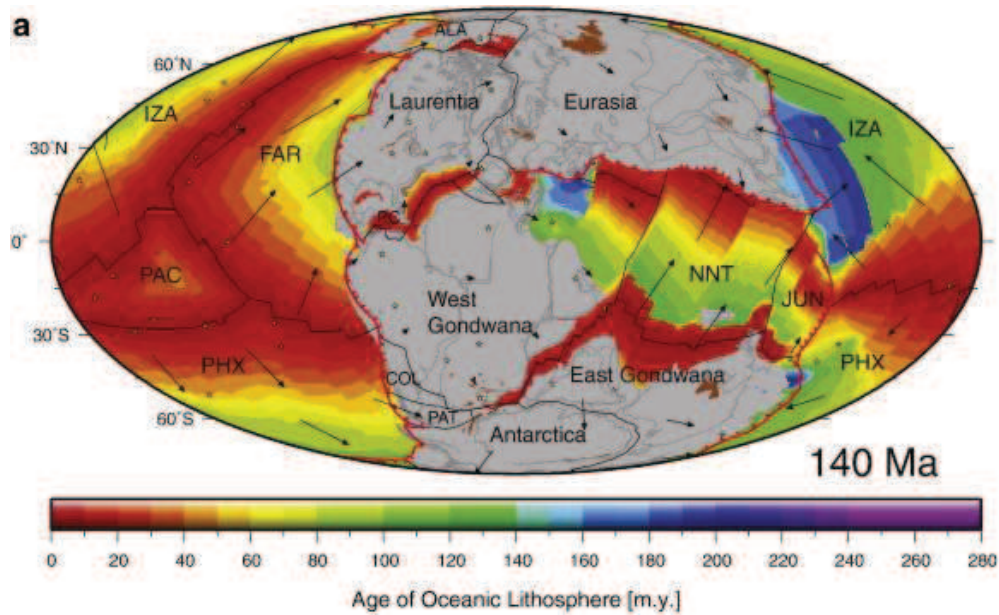 a
ALA
60°N
Laurentia
Eurasia
IZA
IZA
30°N
FAR
PC
0°
PAC
NNT
West
Gondwana
JUN
30°S
PHX
COL
East Gondwana
PHX
PAT
60°S
Antarctica
140 Ma
0 20 40 60 80 100 120 140 160 180 200 220 240 260 280
Age of Oceanic Lithosphere [m.y.]